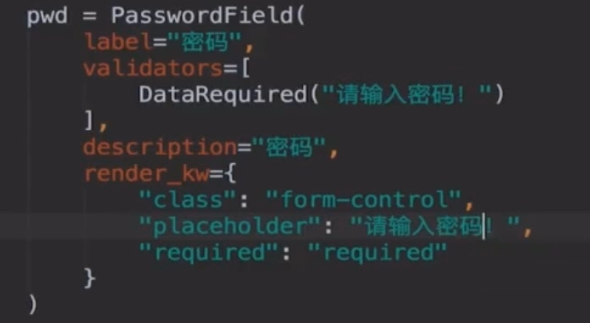 pwd = PasswordField(
    label="密码",
    validators=[
        DataRequired("请输入密码！")
    ],
    description="密码",
    render_kw={
        "class": "form-control",
        "placeholder": "请输入密码！",
        "required": "required"
    }
)